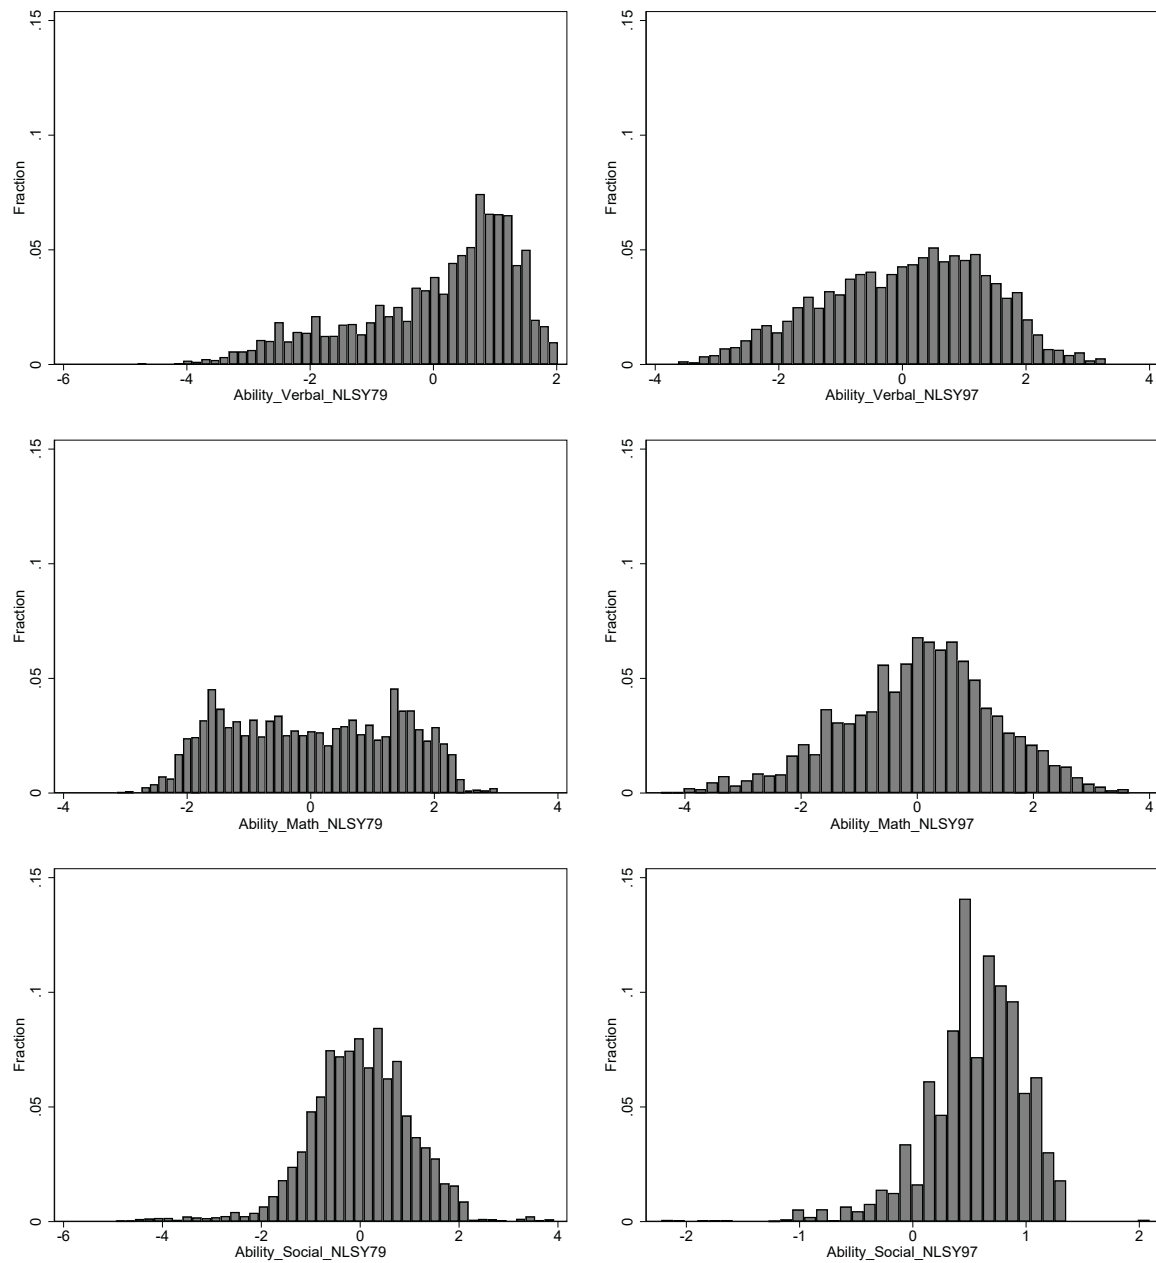 .15
.1
.05
0
Fraction
-6 -4 -2 0 2
Ability_Verbal_NLSY79
.15
.1
.05
0
Fraction
-4 -2 0 2 4
Ability_Verbal_NLSY97
.15
.1
.05
0
Fraction
-4 -2 0 2 4
Ability_Math_NLSY79
.15
.1
.05
0
Fraction
-4 -2 0 2 4
Ability_Math_NLSY97
.15
.1
.05
0
Fraction
-6 -4 -2 0 2 4
Ability_Social_NLSY79
.15
.1
.05
0
Fraction
-2 -1 0 1 2
Ability_Social_NLSY97